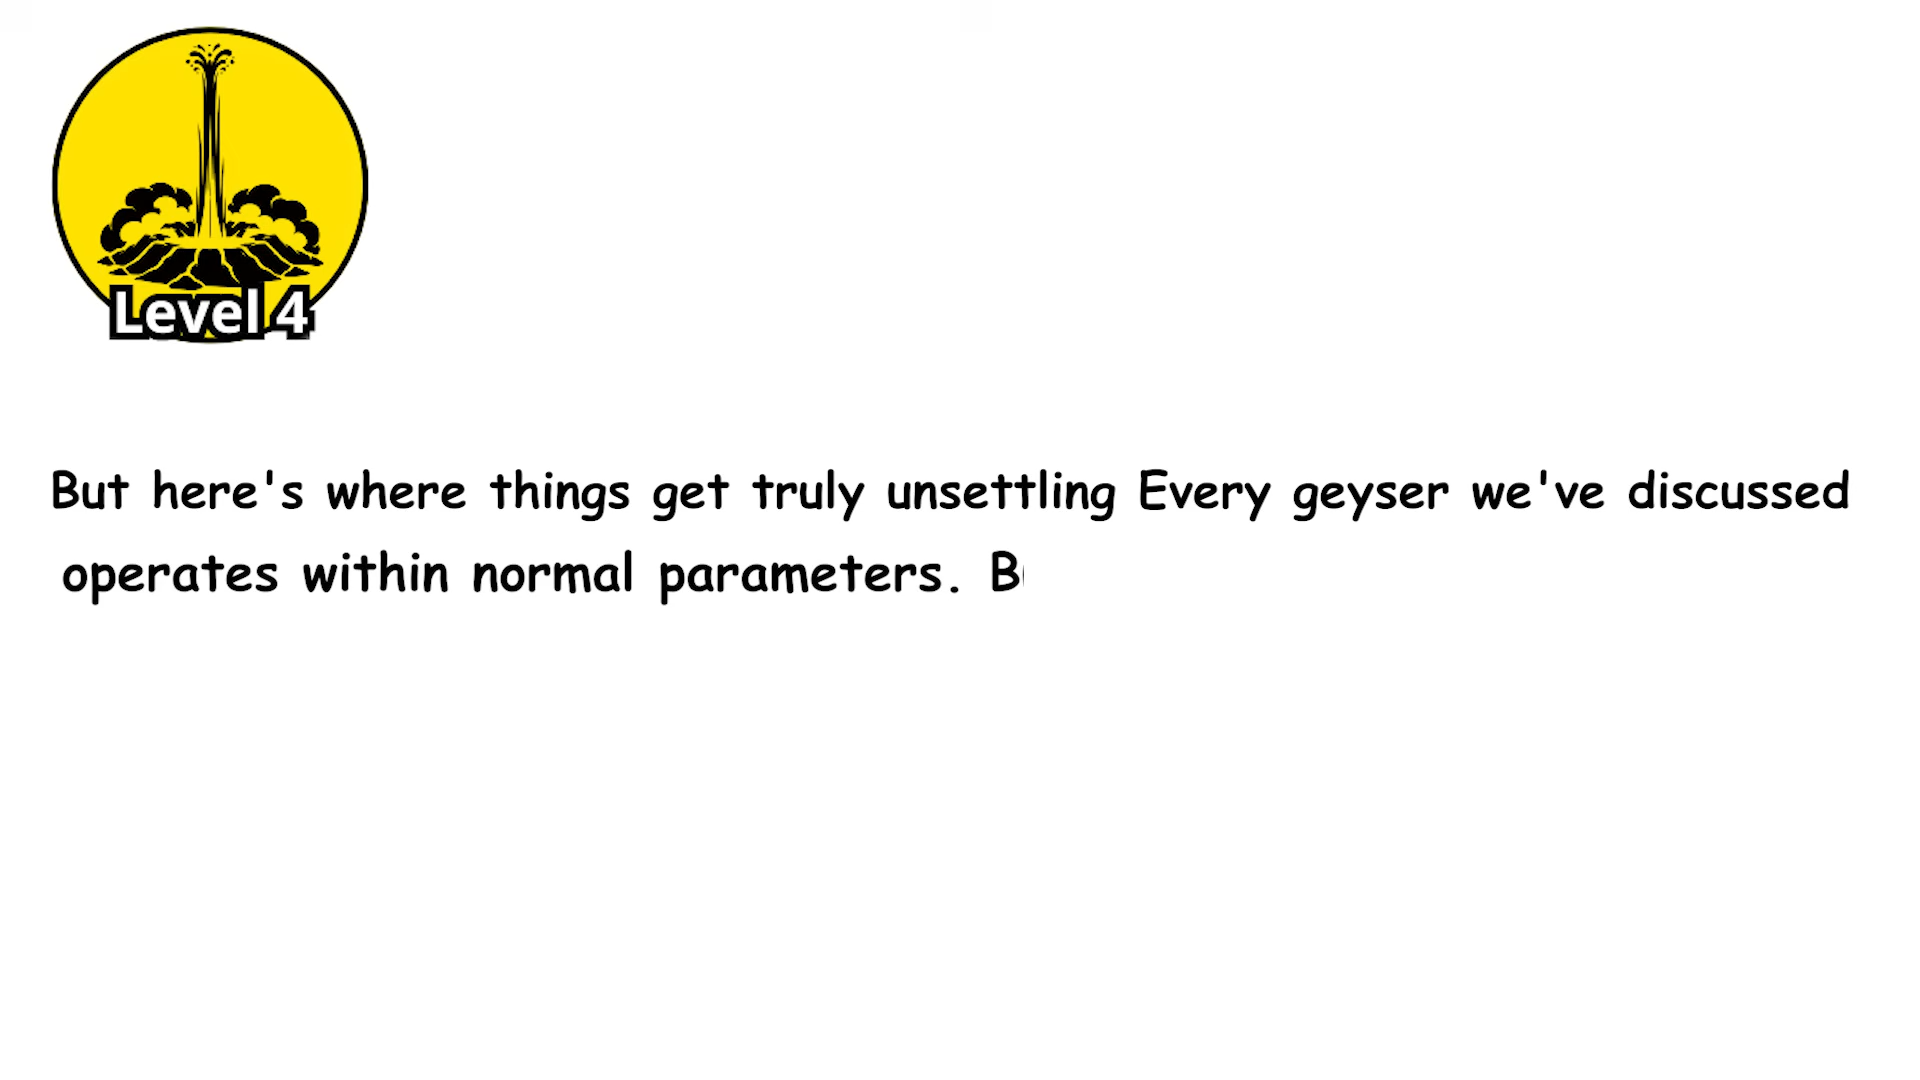 Level 4
But here's where things get truly unsettling Every geyser we've discussed
operates within normal parameters. B